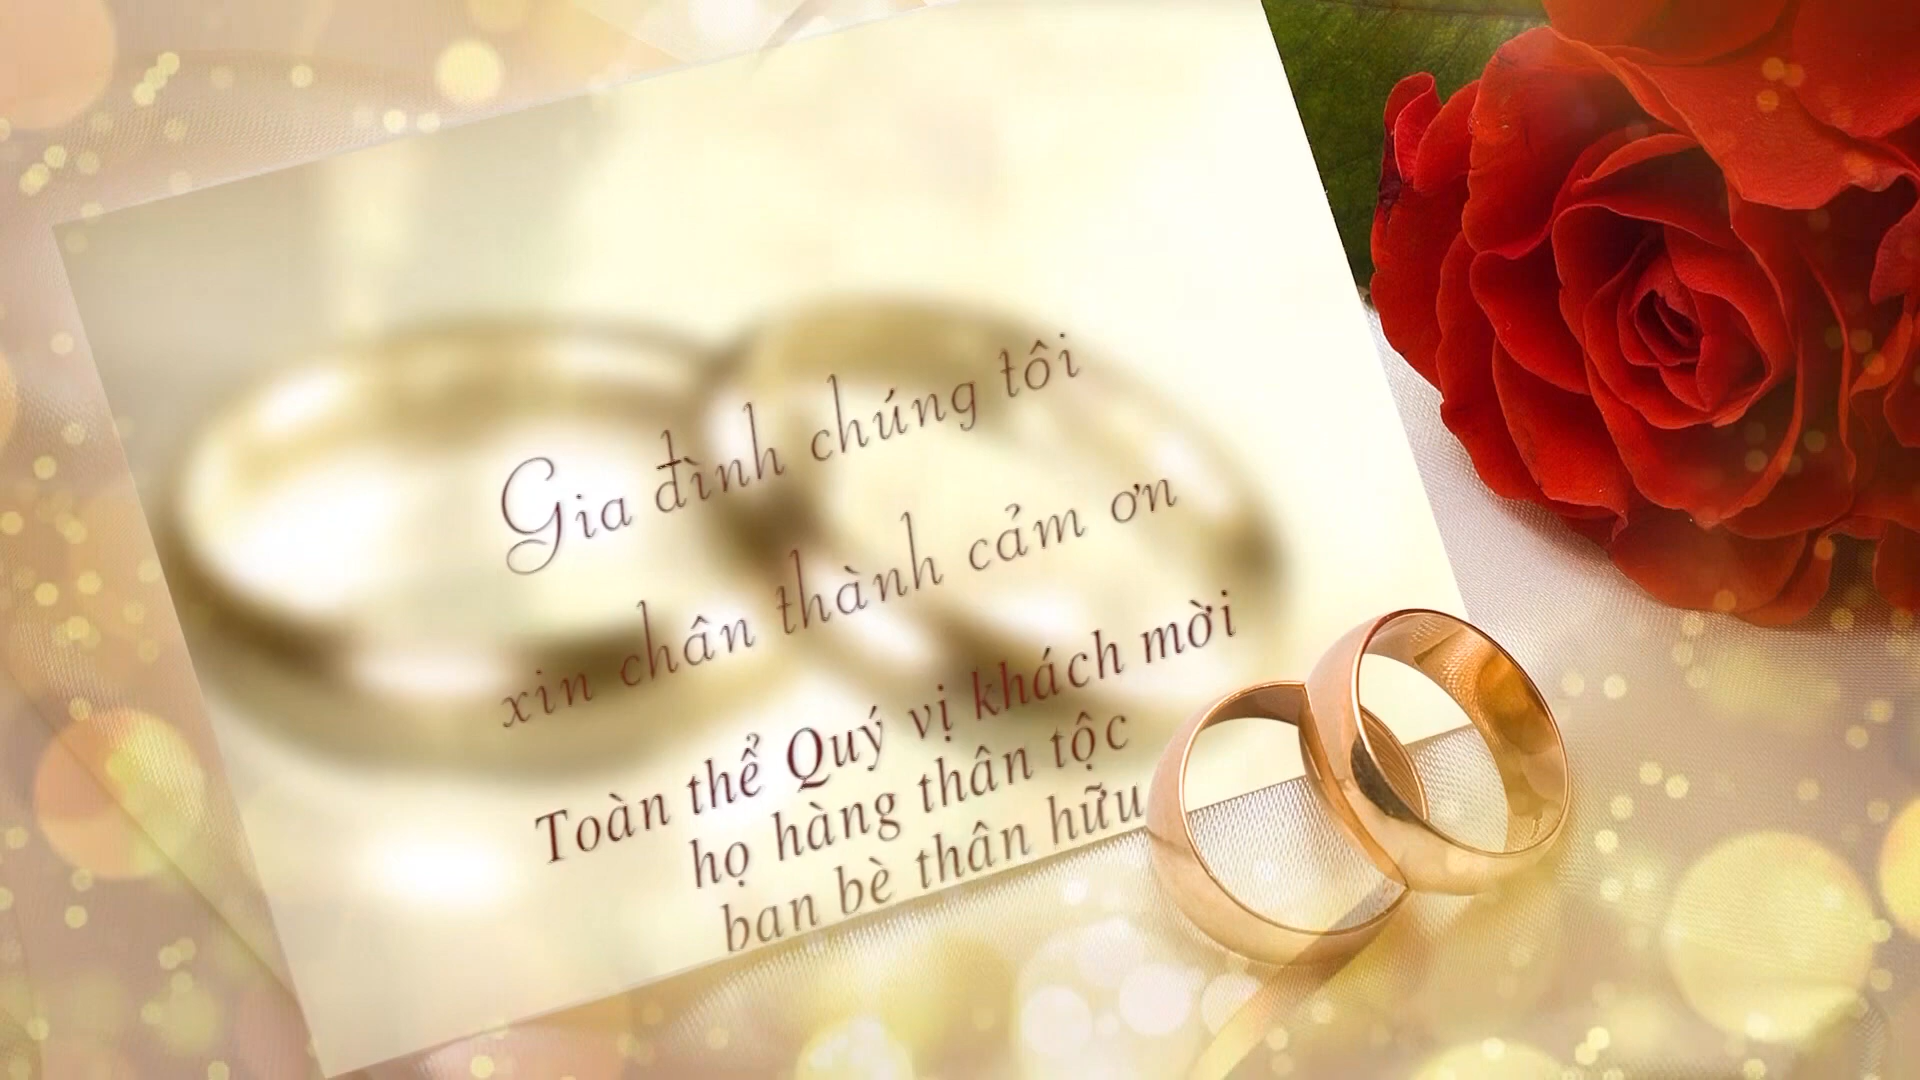 Gia đình chúng tôi
xin chân thành cảm ơn
Toàn thể Quý vị khách mời
họ hàng thân tộc
bạn bè thân hữu